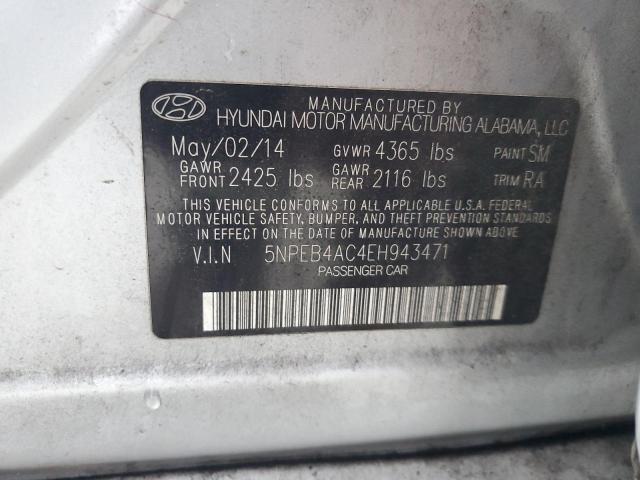 MANUFACTURED BY
HYUNDAI MOTOR MANUFACTURING ALABAMA, LLC
May/02/14 GVWR 4365 lbs PAINT SM
GAWR FRONT 2425 lbs GAWR REAR 2116 lbs TRIM RA
THIS VEHICLE CONFORMS TO ALL APPLICABLE U.S.A. FEDERAL
MOTOR VEHICLE SAFETY, BUMPER, AND THEFT PREVENTION STANDARDS
IN EFFECT ON THE DATE OF MANUFACTURE SHOWN ABOVE.
V.I.N 5NPEB4AC4EH943471
PASSENGER CAR